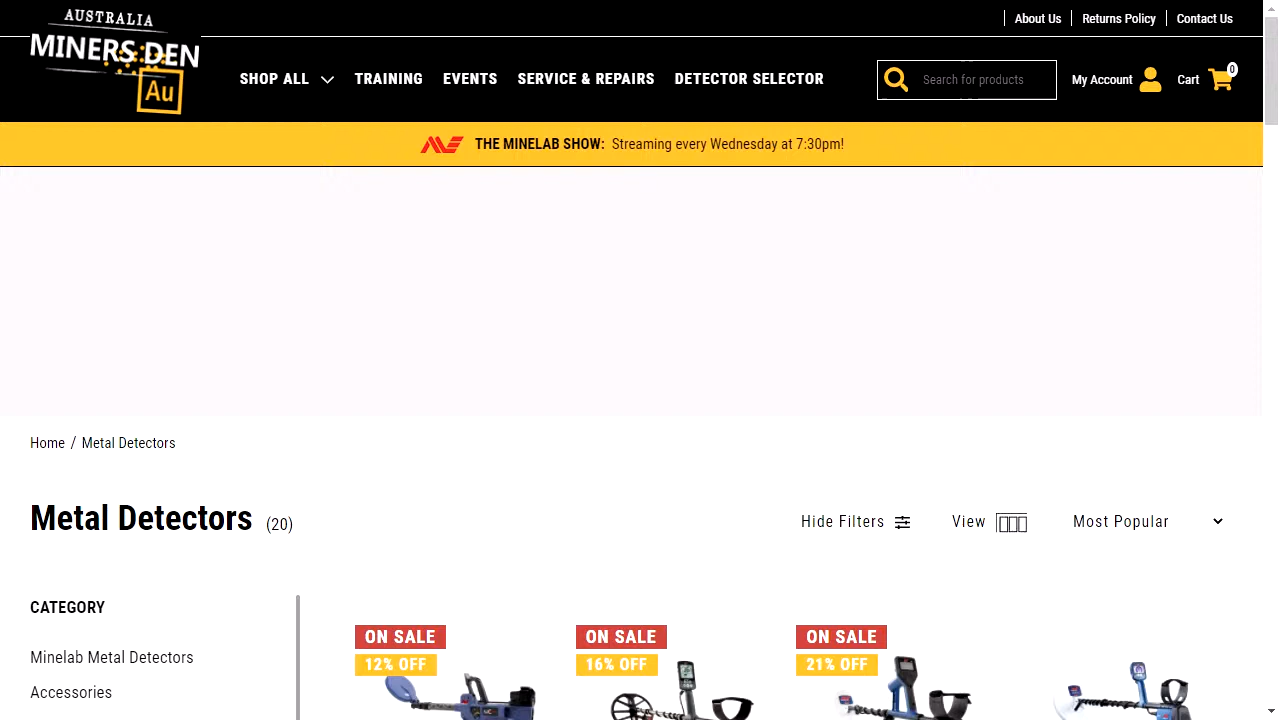 About Us
Returns Policy
Contact Us
AUSTRALIA
MINERS DEN
Au
SHOP ALL
TRAINING
EVENTS
SERVICE & REPAIRS
DETECTOR SELECTOR
Search for products
My Account
Cart
0
THE MINELAB SHOW: Streaming every Wednesday at 7:30pm!
Home / Metal Detectors
Metal Detectors (20)
Hide Filters
View
Most Popular
CATEGORY
Minelab Metal Detectors
Accessories
ON SALE
12% OFF
ON SALE
16% OFF
ON SALE
21% OFF